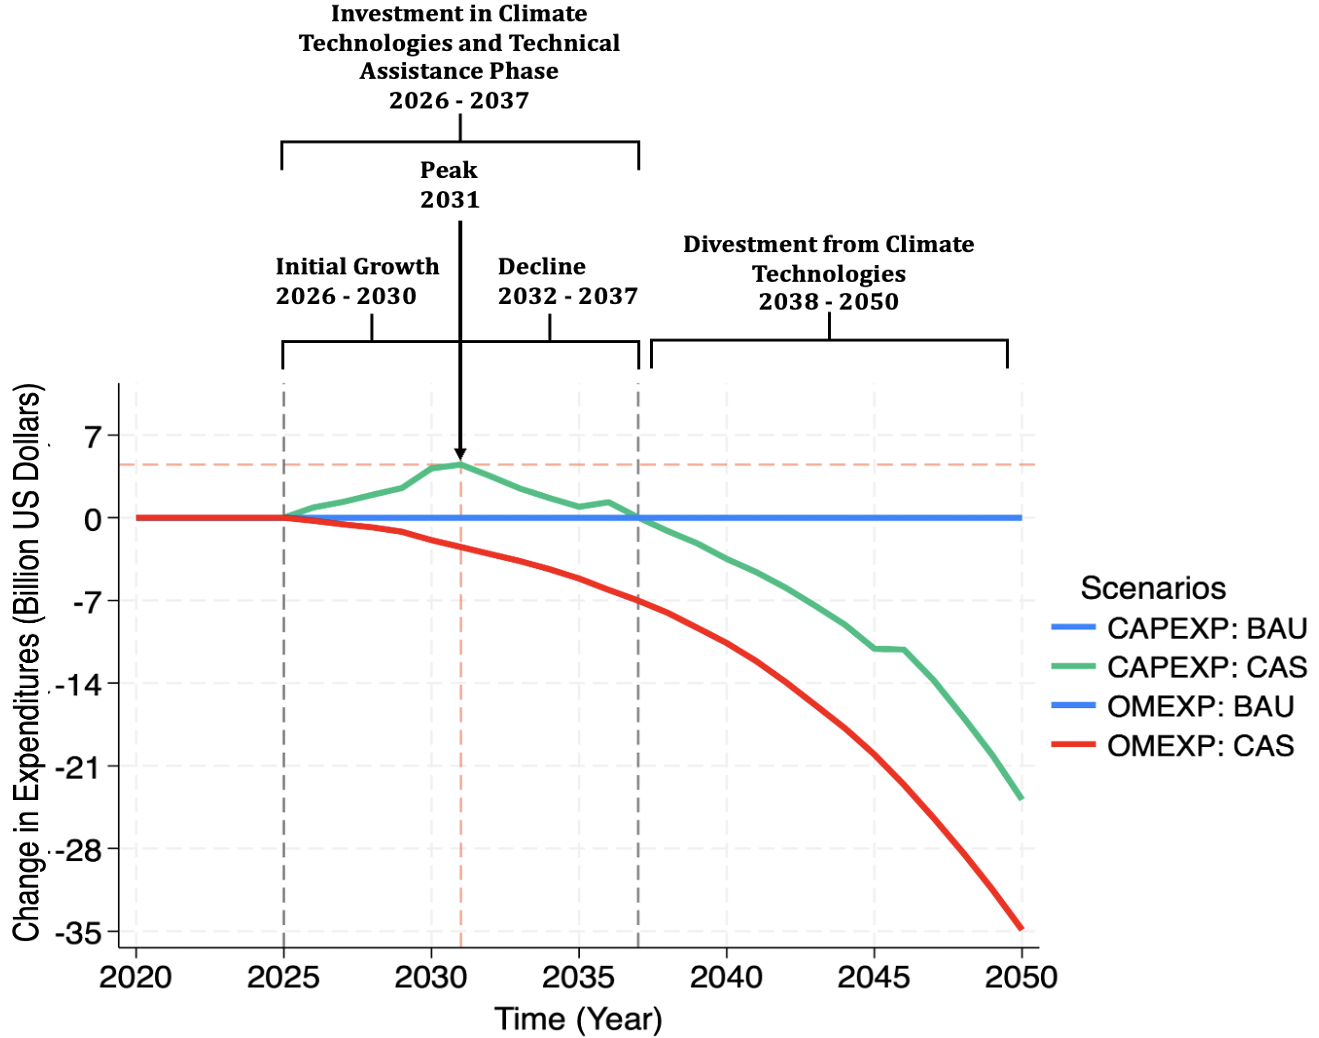 Investment in Climate
Technologies and Technical
Assistance Phase
2026 - 2037
Peak
2031
Initial Growth
2026 - 2030
Decline
2032 - 2037
Divestment from Climate
Technologies
2038 - 2050
Change in Expenditures (Billion US Dollars)
7
0
-7
-14
-21
-28
-35
2020
2025
2030
2035
2040
2045
2050
Time (Year)
Scenarios
CAPEXP: BAU
CAPEXP: CAS
OMEXP: BAU
OMEXP: CAS